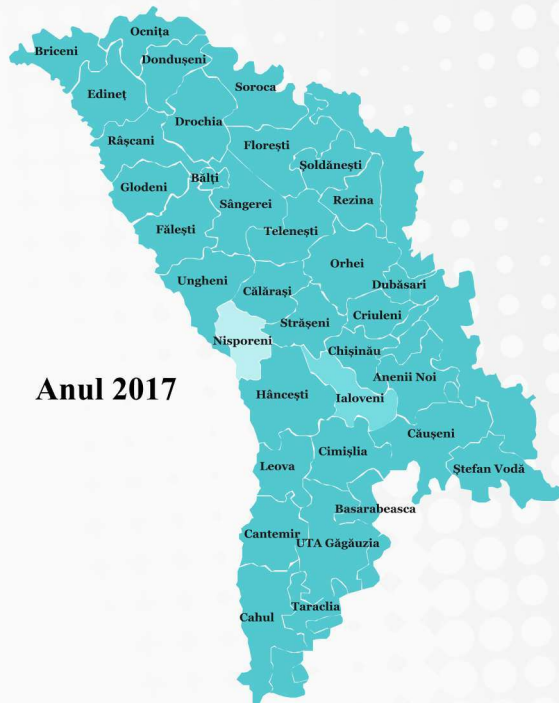 Ocnița
Briceni
Dondușeni
Edineț
Soroca
Drochia
Râșcani
Florești
Șoldănești
Glodeni
Bălți
Sângerei
Rezina
Fălești
Telenești
Orhei
Ungheni
Dubăsari
Călărași
Criuleni
Strășeni
Nisporeni
Chișinău
Anenii Noi
Anul 2017
Hâncești
Ialoveni
Căușeni
Cimișlia
Leova
Ștefan Vodă
Basarabeasca
Cantemir
UTA Găgăuzia
Taraclia
Cahul